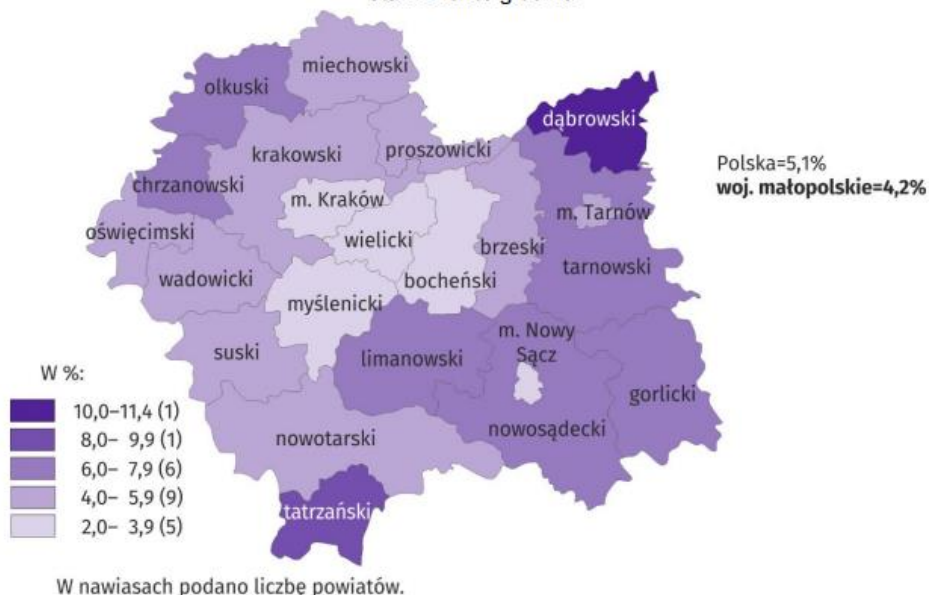 miechowski
olkuski
dąbrowski
krakowski
proszowicki
Polska=5,1%
woj. małopolskie=4,2%
chrzanowski
m. Kraków
m. Tarnów
oświęcimski
wielicki
brzeski
tarnowski
wadowicki
bocheński
myślenicki
m. Nowy
Sącz
suski
limanowski
gorlicki
nowosądecki
nowotarski
tatrzański
W %:
10,0–11,4 (1)
8,0– 9,9 (1)
6,0– 7,9 (6)
4,0– 5,9 (9)
2,0– 3,9 (5)
W nawiasach podano liczbę powiatów.